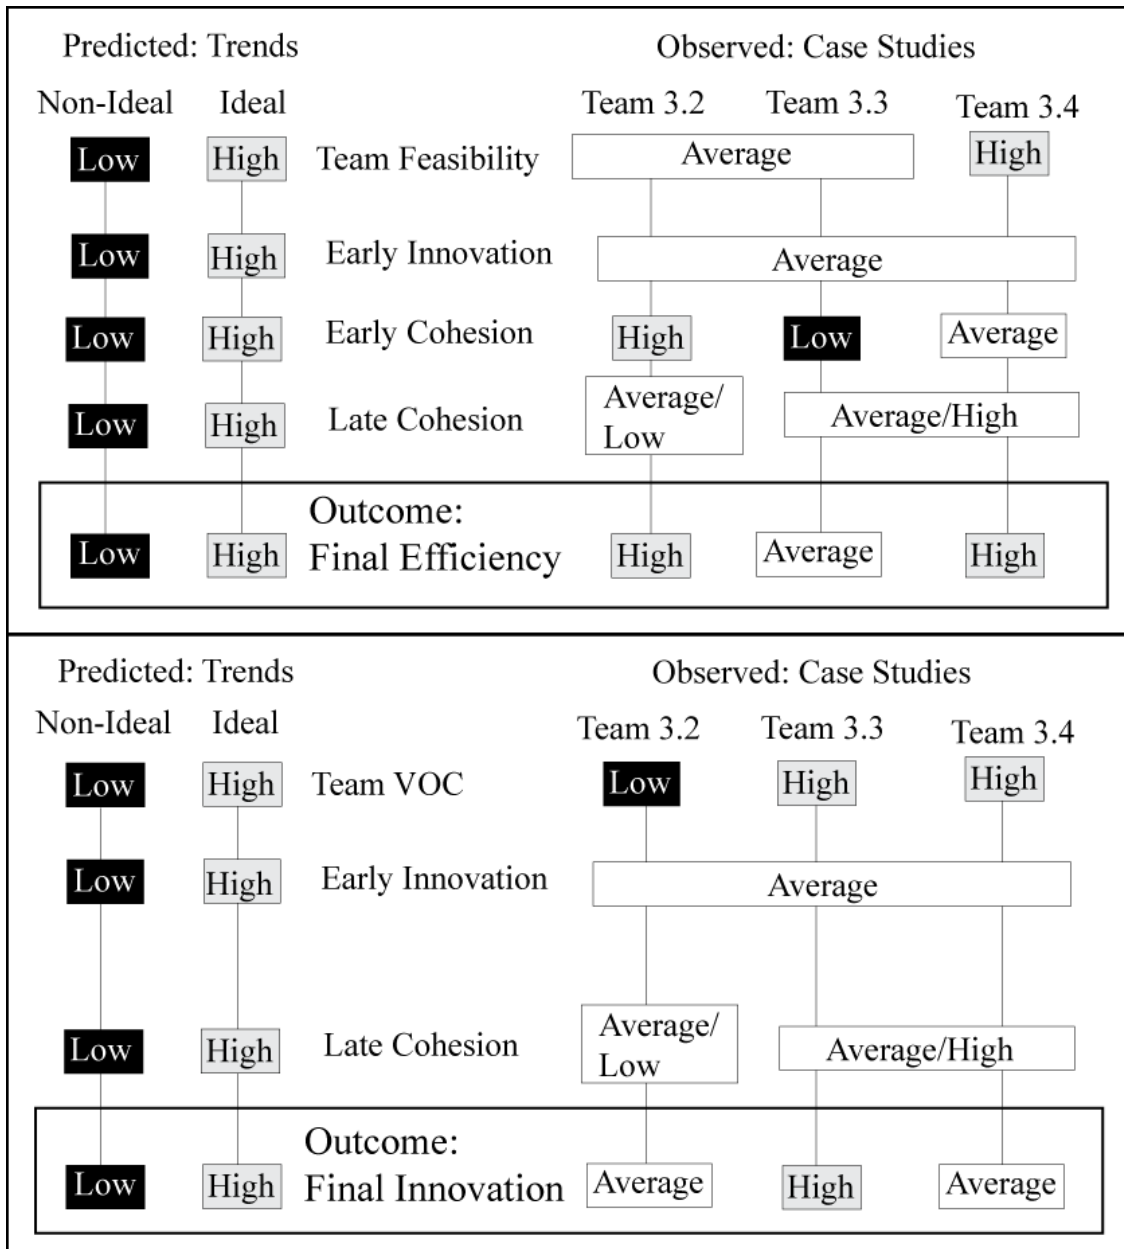 Predicted: Trends
Observed: Case Studies
Non-Ideal Ideal Team 3.2 Team 3.3 Team 3.4
Low High Team Feasibility Average High
Low High Early Innovation Average
Low High Early Cohesion High Low Average
Low High Late Cohesion Average/
Low Average/High
Outcome:
Low High Final Efficiency High Average High
Predicted: Trends
Observed: Case Studies
Non-Ideal Ideal Team 3.2 Team 3.3 Team 3.4
Low High Team VOC Low High High
Low High Early Innovation Average
Low High Late Cohesion Average/
Low Average/High
Outcome:
Low High Final Innovation Average High Average